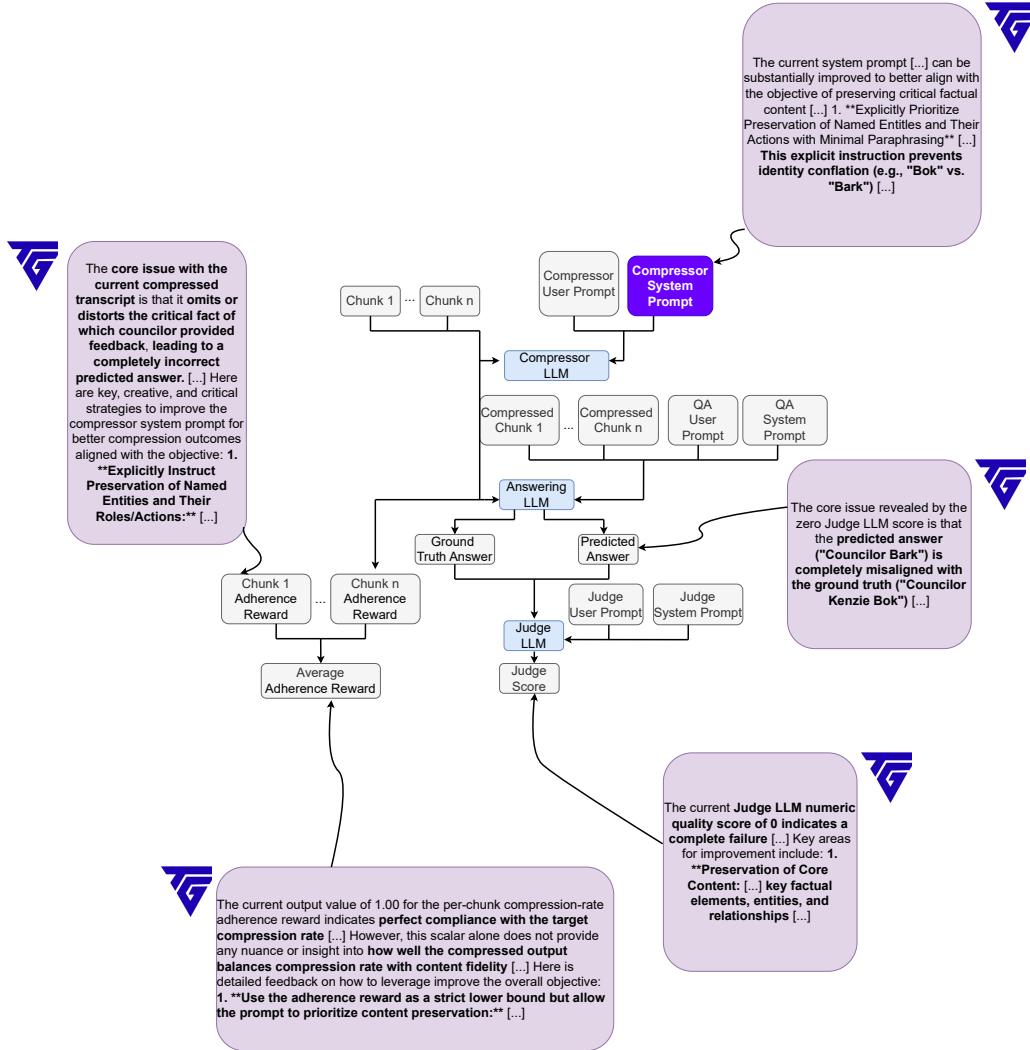 The current system prompt [...] can be
substantially improved to better align with
the objective of preserving critical factual
content [...] 1. **Explicitly Prioritize
Preservation of Named Entitles and Their
Actions with Minimal Paraphrasing** [...]
This explicit instruction prevents
identity conflation (e.g., "Bok" vs.
"Bark") [...]
The core issue with the
current compressed
transcript is that it omits or
distorts the critical fact of
which councilor provided
feedback, leading to a
completely incorrect
predicted answer. [...] Here
are key, creative, and critical
strategies to improve the
compressor system prompt for
better compression outcomes
aligned with the objective: 1.
**Explicitly Instruct
Preservation of Named
Entities and Their
Roles/Actions:** [...]
Chunk 1
...
Chunk n
Compressor
User Prompt
Compressor
System
Prompt
Compressor
LLM
Compressed
Chunk 1
...
Compressed
Chunk n
QA
User
Prompt
QA
System
Prompt
Answering
LLM
Ground
Truth Answer
Predicted
Answer
The core issue revealed by the
zero Judge LLM score is that
the predicted answer
("Councilor Bark") is
completely misaligned with
the ground truth ("Councilor
Kenzie Bok") [...]
Chunk 1
Adherence
Reward
...
Chunk n
Adherence
Reward
Judge
User Prompt
Judge
System Prompt
Judge
LLM
Average
Adherence Reward
Judge
Score
The current Judge LLM numeric
quality score of 0 indicates a
complete failure [...] Key areas
for improvement include: 1.
**Preservation of Core
Content: [...] key factual
elements, entities, and
relationships [...]
The current output value of 1.00 for the per-chunk compression-rate
adherence reward indicates perfect compliance with the target
compression rate [...] However, this scalar alone does not provide
any nuance or insight into how well the compressed output
balances compression rate with content fidelity [...] Here is
detailed feedback on how to leverage improve the overall objective:
1. **Use the adherence reward as a strict lower bound but allow
the prompt to prioritize content preservation:** [...]
TG
TG
TG
TG
TG